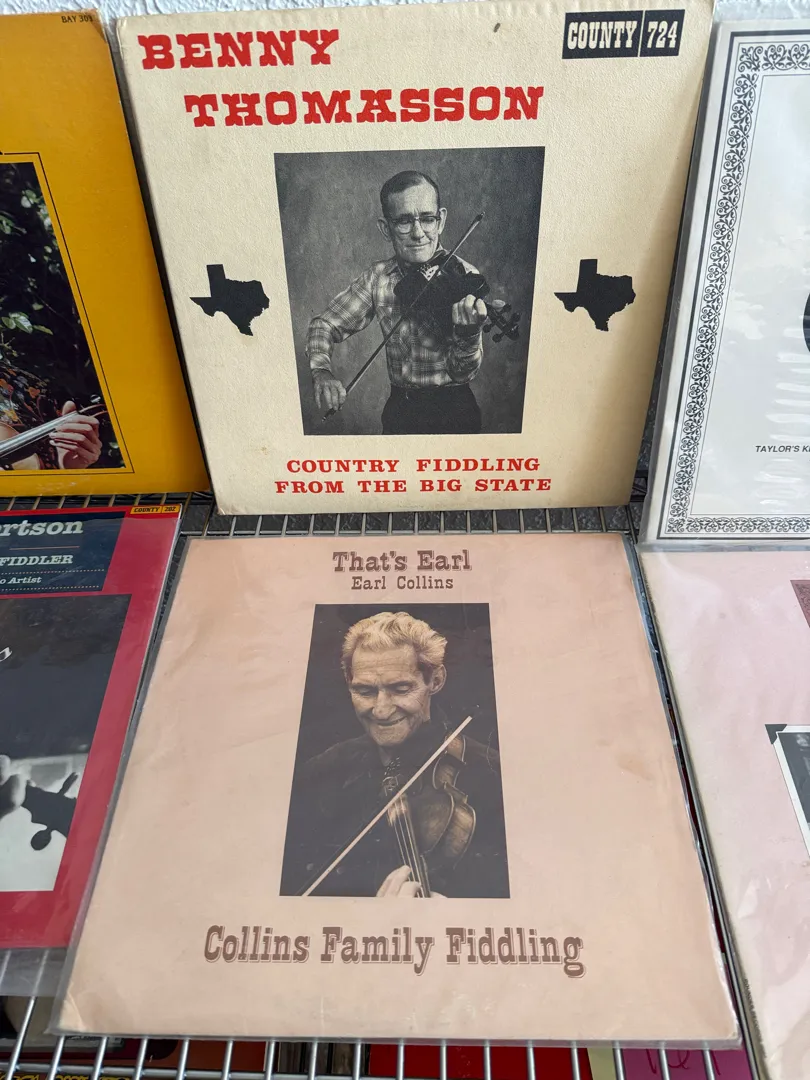 BAY 309
BENNY
THOMASSON
COUNTY 724
COUNTRY FIDDLING
FROM THE BIG STATE
TAYLOR'S K
COUNTY 202
rtson
FIDDLER
o Artist
That's Earl
Earl Collins
Collins Family Fiddling